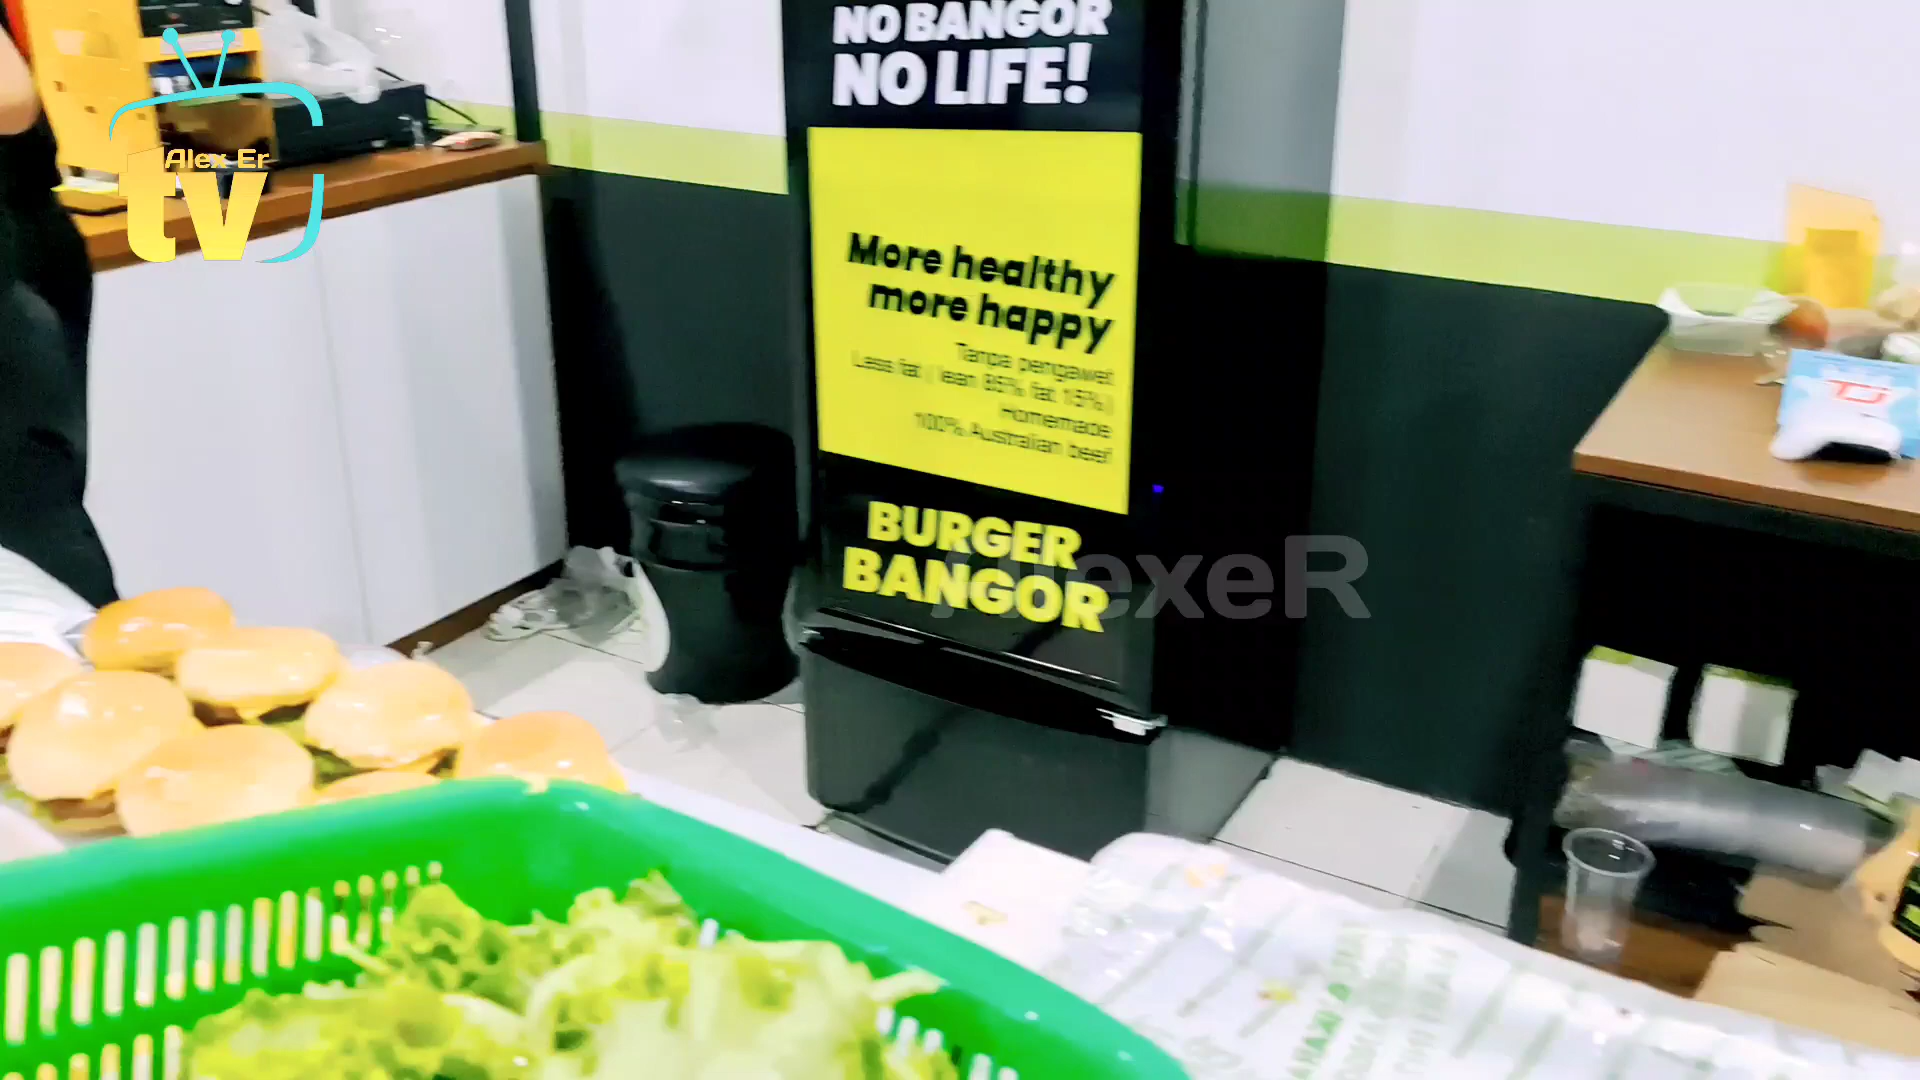 NO BANGOR
NO LIFE!
More healthy
more happy
Tanpa pengawet
Less fat | lean 85% fat 15% |
Homemade
100% Australian beef
BURGER
BANGOR
Alex Er
tv
AlexeR